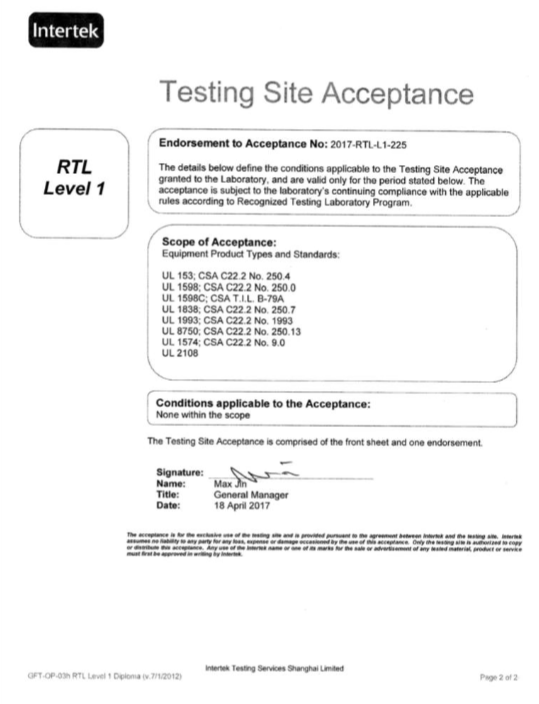 Intertek
Testing Site Acceptance
RTL
Level 1
Endorsement to Acceptance No: 2017-RTL-L1-225
The details below define the conditions applicable to the Testing Site Acceptance
granted to the Laboratory, and are valid only for the period stated below. The
acceptance is subject to the laboratory's continuing compliance with the applicable
rules according to Recognized Testing Laboratory Program.
Scope of Acceptance:
Equipment Product Types and Standards:
UL 153; CSA C22.2 No. 250.4
UL 1598; CSA C22.2 No. 250.0
UL 1598C; CSA T.I.L. B-79A
UL 1838; CSA C22.2 No. 250.7
UL 1993; CSA C22.2 No. 1993
UL 8750; CSA C22.2 No. 250.13
UL 1574; CSA C22.2 No. 9.0
UL 2108
Conditions applicable to the Acceptance:
None within the scope
The Testing Site Acceptance is comprised of the front sheet and one endorsement.
Signature:
Name: Max Jin
Title: General Manager
Date: 18 April 2017
The acceptance is for the exclusive use of the testing site and is provided pursuant to the agreement between Intertek and the testing site. Intertek
assumes no liability to any party for any loss, expense or damage occasioned by the use of this acceptance. Only the testing site is authorized to copy
or distribute this acceptance. Any use of the Intertek name or one of its marks for the sale or advertisement of any tested material, product or service
must first be approved in writing by Intertek.
Intertek Testing Services Shanghai Limited
GFT-OP-03h RTL Level 1 Diploma (v.7/1/2012)
Page 2 of 2